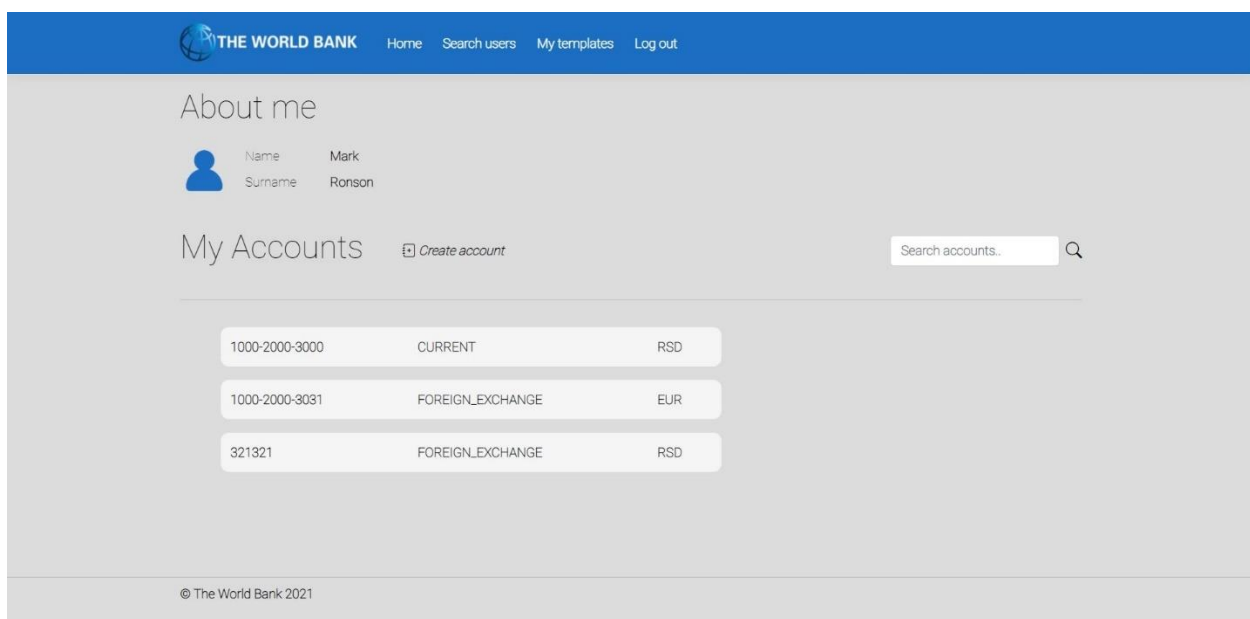 THE WORLD BANK Home Search users My templates Log out
About me
Name Mark
Surname Ronson
My Accounts Create account Search accounts..
1000-2000-3000 CURRENT RSD
1000-2000-3031 FOREIGN_EXCHANGE EUR
321321 FOREIGN_EXCHANGE RSD
© The World Bank 2021